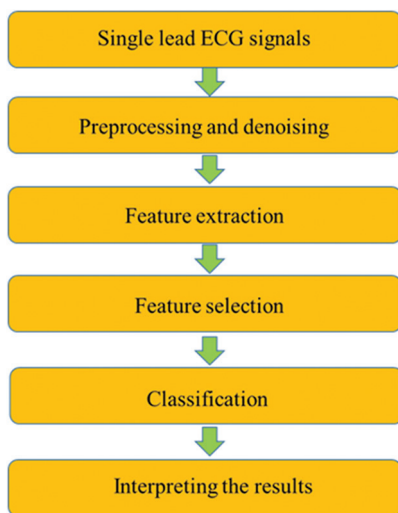 Single lead ECG signals
Preprocessing and denoising
Feature extraction
Feature selection
Classification
Interpreting the results